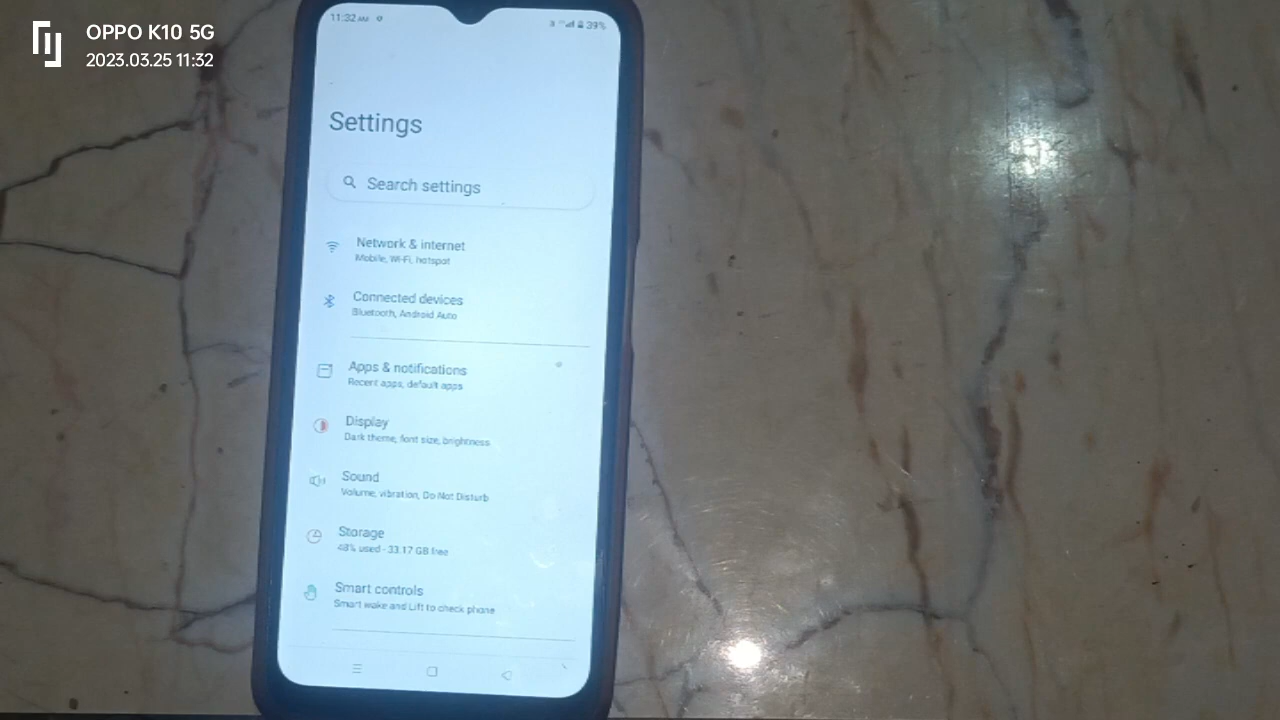 OPPO K10 5G
2023.03.25 11:32
11:32 AM
39%
Settings
Search settings
Network & internet
Mobile, Wi-Fi, hotspot
Connected devices
Bluetooth, Android Auto
Apps & notifications
Recent apps, default apps
Display
Dark theme, font size, brightness
Sound
Volume, vibration, Do Not Disturb
Storage
48% used - 33.17 GB free
Smart controls
Smart wake and Lift to check phone